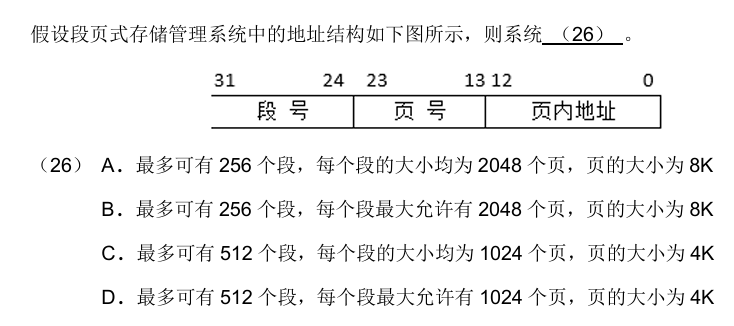 假设段页式存储管理系统中的地址结构如下图所示，则系统 （26） 。
31 24 23 13 12 0
段 号 页 号 页内地址
（26） A．最多可有 256 个段，每个段的大小均为 2048 个页，页的大小为 8K
B．最多可有 256 个段，每个段最大允许有 2048 个页，页的大小为 8K
C．最多可有 512 个段，每个段的大小均为 1024 个页，页的大小为 4K
D．最多可有 512 个段，每个段最大允许有 1024 个页，页的大小为 4K